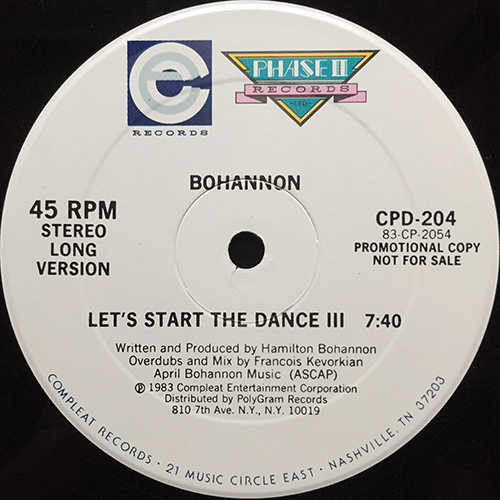 RECORDS
PHASE II
RECORDS
LTD
BOHANNON
45 RPM
STEREO
LONG
VERSION
CPD-204
83-CP-2054
PROMOTIONAL COPY
NOT FOR SALE
LET'S START THE DANCE III 7:40
Written and Produced by Hamilton Bohannon
Overdubs and Mix by Francois Kevorkian
April Bohannon Music (ASCAP)
℗ 1983 Compleat Entertainment Corporation
Distributed by PolyGram Records
810 7th Ave. N.Y., N.Y. 10019
COMPLEAT RECORDS · 21 MUSIC CIRCLE EAST · NASHVILLE, TN 37203